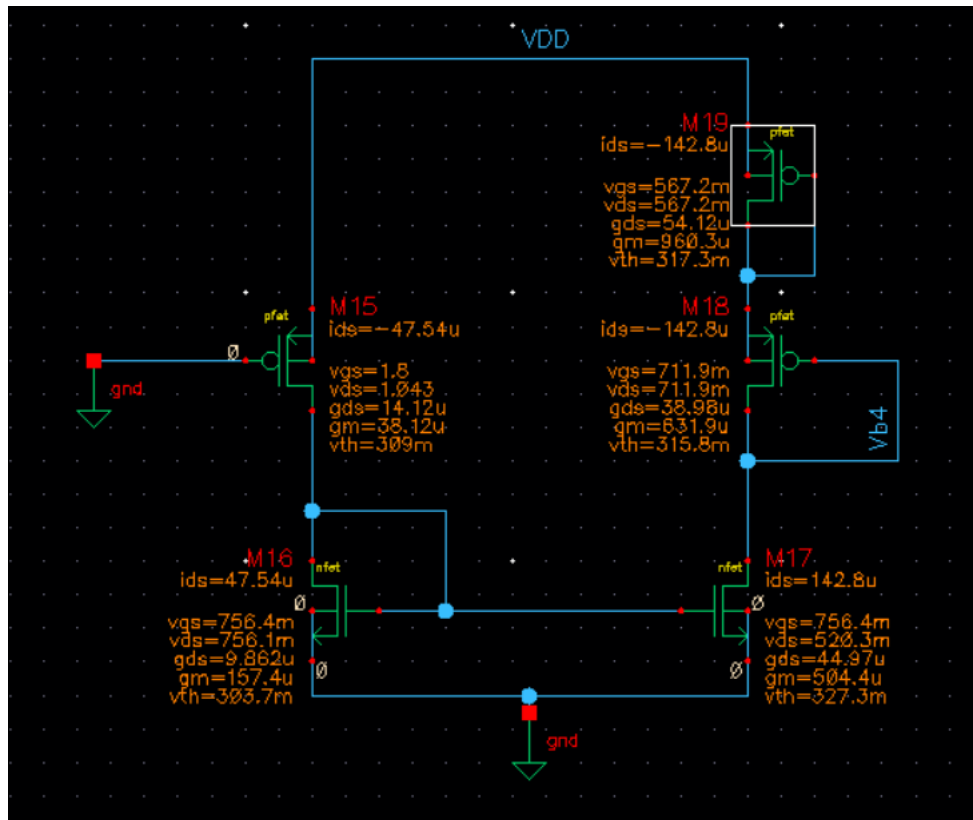 VDD
M19
pfet
ids=-142.8u
vgs=567.2m
vds=567.2m
gds=54.12u
gm=960.3u
vth=317.3m
M15
pfet
ids=-47.54u
0
gnd
vgs=1.8
vds=1.043
gds=14.12u
gm=38.12u
vth=309m
M18
pfet
ids=-142.8u
vgs=711.9m
vds=711.9m
gds=38.98u
gm=631.9u
vth=315.8m
Vb4
M16
nfet
ids=47.54u
0
vgs=756.4m
vds=756.1m
gds=9.862u
gm=157.4u
vth=303.7m
0
M17
nfet
ids=142.8u
0
vgs=756.4m
vds=520.3m
gds=44.97u
gm=504.4u
vth=327.3m
0
gnd